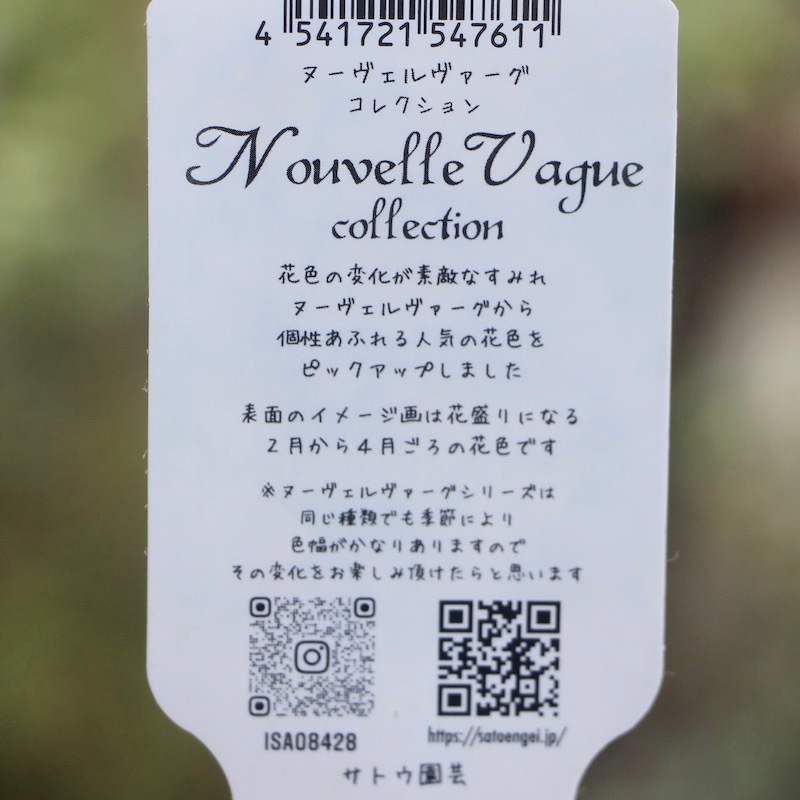 4 541721 547611
ヌーヴェルヴァーグ
コレクション
Nouvelle Vague
collection
花色の変化が素敵なすみれ
ヌーヴェルヴァーグから
個性あふれる人気の花色を
ピックアップしました
表面のイメージ画は花盛りになる
2月から4月ごろの花色です
※ヌーヴェルヴァーグシリーズは
同じ種類でも季節により
色幅がかなりありますので
その変化をお楽しみ頂けたらと思います
ISAO8428
https://satoengei.jp/
サトウ園芸